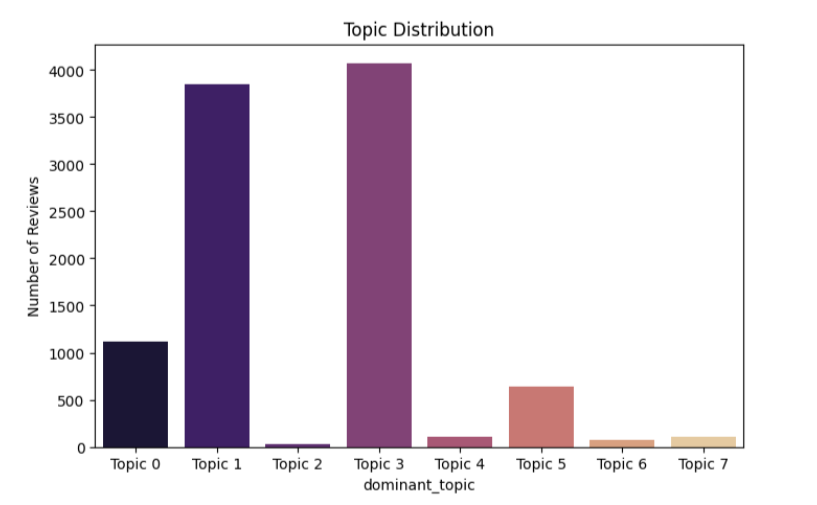 Topic Distribution
Number of Reviews
4000
3500
3000
2500
2000
1500
1000
500
0
Topic 0 Topic 1 Topic 2 Topic 3 Topic 4 Topic 5 Topic 6 Topic 7
dominant_topic